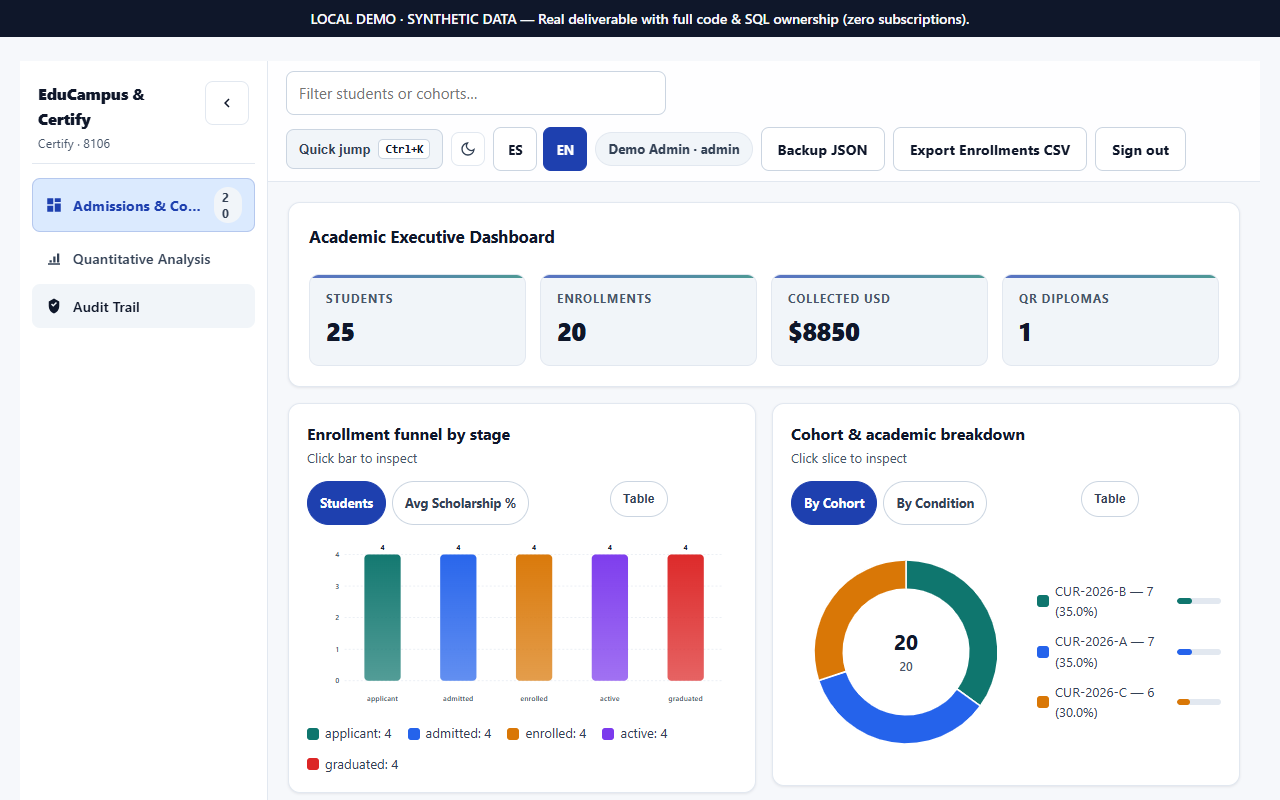 LOCAL DEMO · SYNTHETIC DATA — Real deliverable with full code & SQL ownership (zero subscriptions).
EduCampus &
Certify
Certify · 8106
Admissions & Co...
2
0
Quantitative Analysis
Audit Trail
Filter students or cohorts...
Quick jump Ctrl+K ES EN Demo Admin · admin Backup JSON Export Enrollments CSV Sign out
Academic Executive Dashboard
STUDENTS
25
ENROLLMENTS
20
COLLECTED USD
$8850
QR DIPLOMAS
1
Enrollment funnel by stage
Click bar to inspect
Students Avg Scholarship % Table
4 4 4 4 4
4
3
2
1
0
applicant admitted enrolled active graduated
applicant: 4 admitted: 4 enrolled: 4 active: 4
graduated: 4
Cohort & academic breakdown
Click slice to inspect
By Cohort By Condition Table
20
20
CUR-2026-B — 7
(35.0%)
CUR-2026-A — 7
(35.0%)
CUR-2026-C — 6
(30.0%)